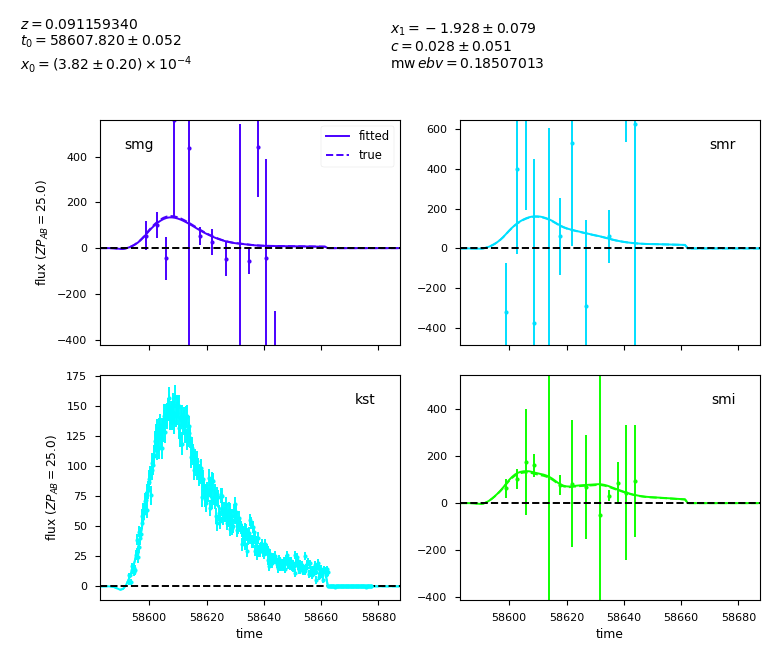 z = 0.091159340
t₀ = 58607.820 ± 0.052
x₀ = (3.82 ± 0.20) × 10⁻⁴
x₁ = −1.928 ± 0.079
c = 0.028 ± 0.051
mw ebv = 0.18507013
flux (ZP_AB = 25.0)
400
200
0
−200
−400
smg
fitted
true
600
400
200
0
−200
−400
smr
flux (ZP_AB = 25.0)
175
150
125
100
75
50
25
0
kst
58600 58620 58640 58660 58680
time
400
200
0
−200
−400
smi
58600 58620 58640 58660 58680
time